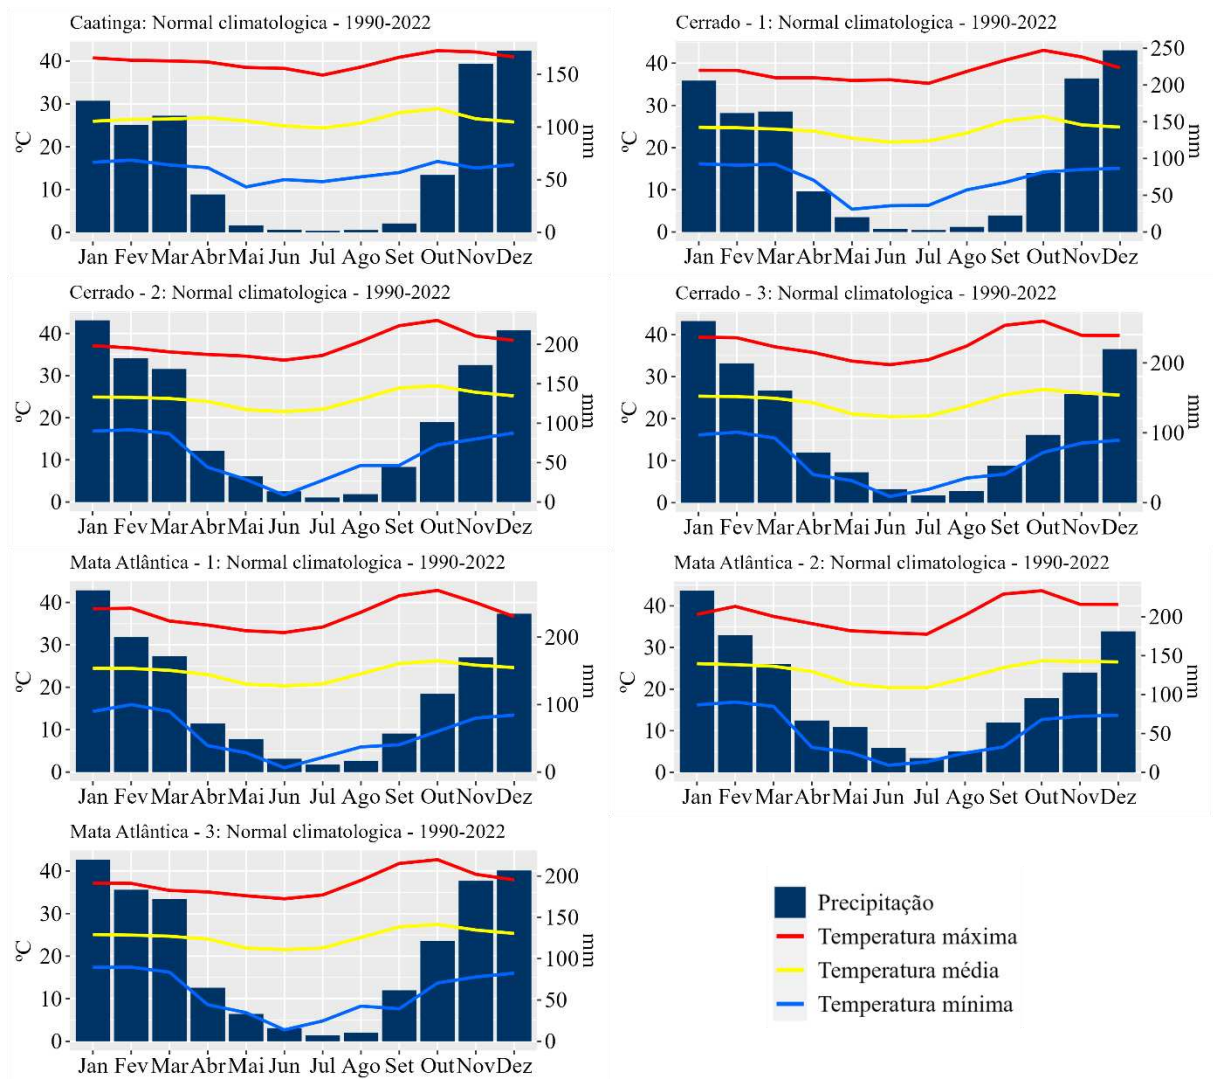 Caatinga: Normal climatologica - 1990-2022
ºC
40
30
20
10
0
150
100
50
0
mm
Jan Fev Mar Abr Mai Jun Jul Ago Set Out Nov Dez
Cerrado - 1: Normal climatologica - 1990-2022
ºC
40
30
20
10
0
250
200
150
100
50
0
mm
Jan Fev Mar Abr Mai Jun Jul Ago Set Out Nov Dez
Cerrado - 2: Normal climatologica - 1990-2022
ºC
40
30
20
10
0
200
150
100
50
0
mm
Jan Fev Mar Abr Mai Jun Jul Ago Set Out Nov Dez
Cerrado - 3: Normal climatologica - 1990-2022
ºC
40
30
20
10
0
200
100
0
mm
Jan Fev Mar Abr Mai Jun Jul Ago Set Out Nov Dez
Mata Atlântica - 1: Normal climatologica - 1990-2022
ºC
40
30
20
10
0
200
100
0
mm
Jan Fev Mar Abr Mai Jun Jul Ago Set Out Nov Dez
Mata Atlântica - 2: Normal climatologica - 1990-2022
ºC
40
30
20
10
0
200
100
0
mm
Jan Fev Mar Abr Mai Jun Jul Ago Set Out Nov Dez
Mata Atlântica - 3: Normal climatologica - 1990-2022
ºC
40
30
20
10
0
200
150
100
50
0
mm
Jan Fev Mar Abr Mai Jun Jul Ago Set Out Nov Dez
Precipitação
Temperatura máxima
Temperatura média
Temperatura mínima